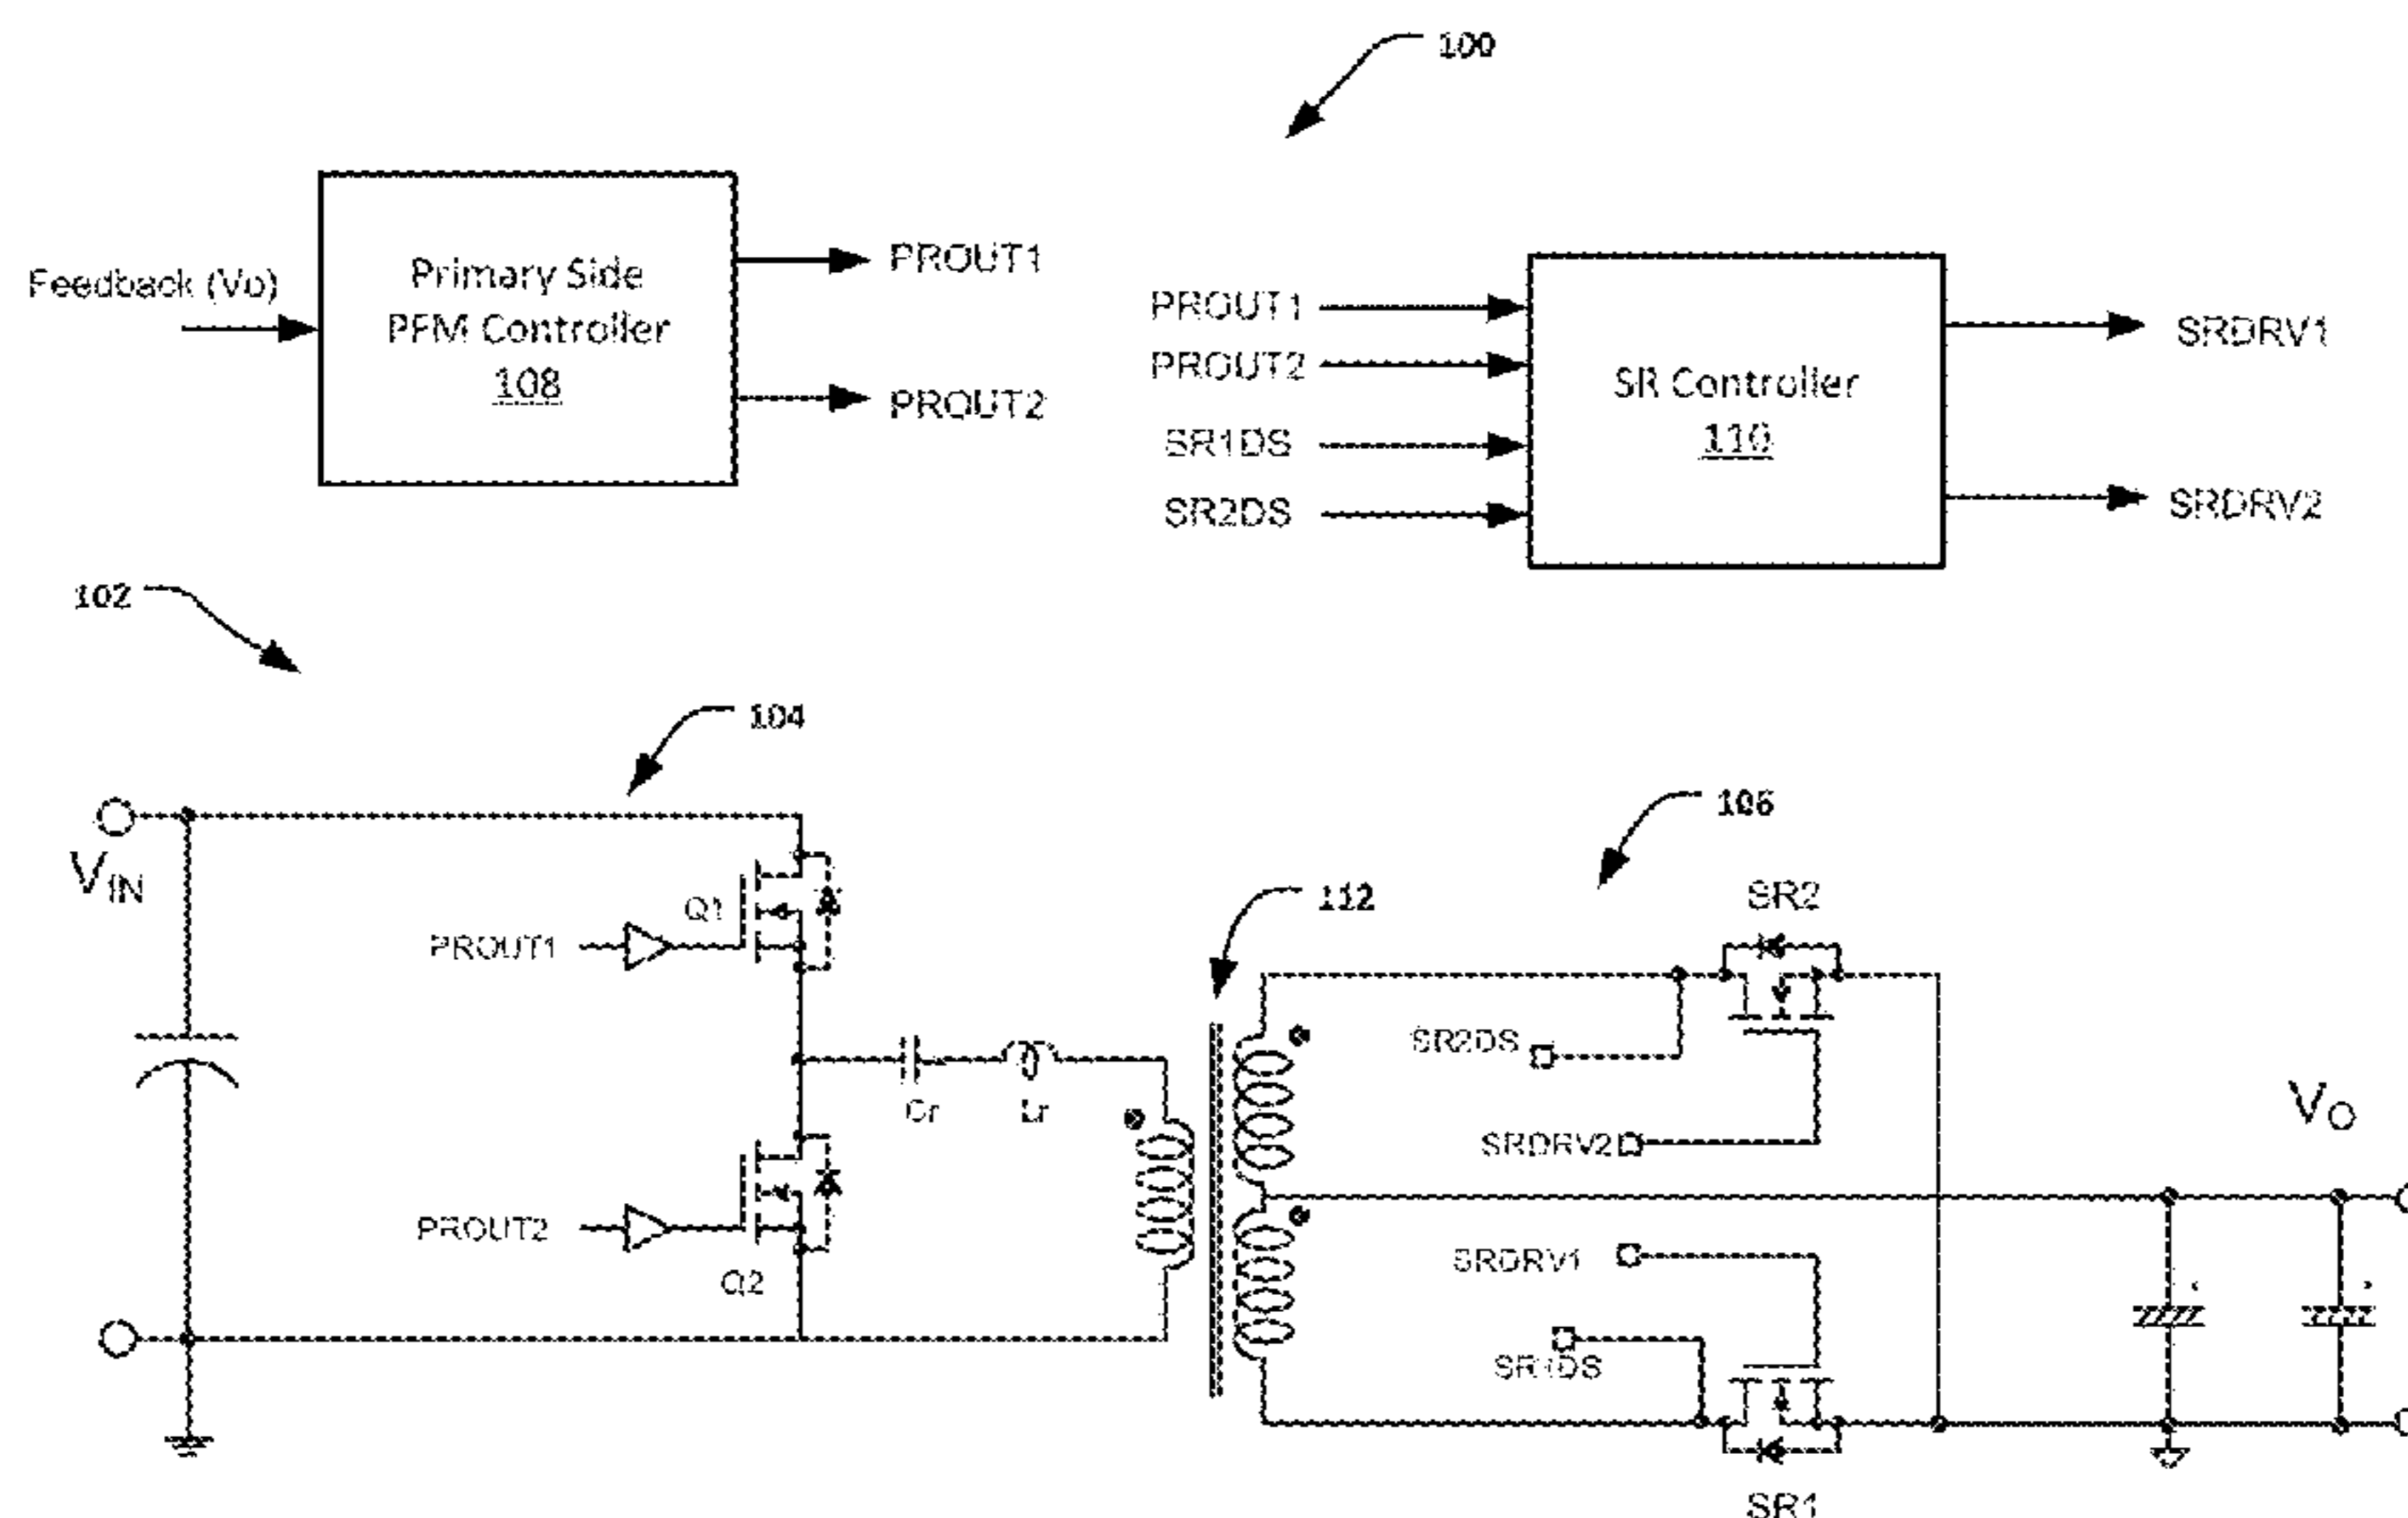 100
Feedback (Vo)
Primary Side
PFM Controller
108
PROUT1
PROUT2
PROUT1
PROUT2
SR1DS
SR2DS
SR Controller
110
SRDRV1
SRDRV2
102
104
106
112
VIN
Q1
PROUT1
PROUT2
Q2
Cr
Lr
SR2
SR2DS
SRDRV2
VO
SRDRV1
SR1DS
SR1